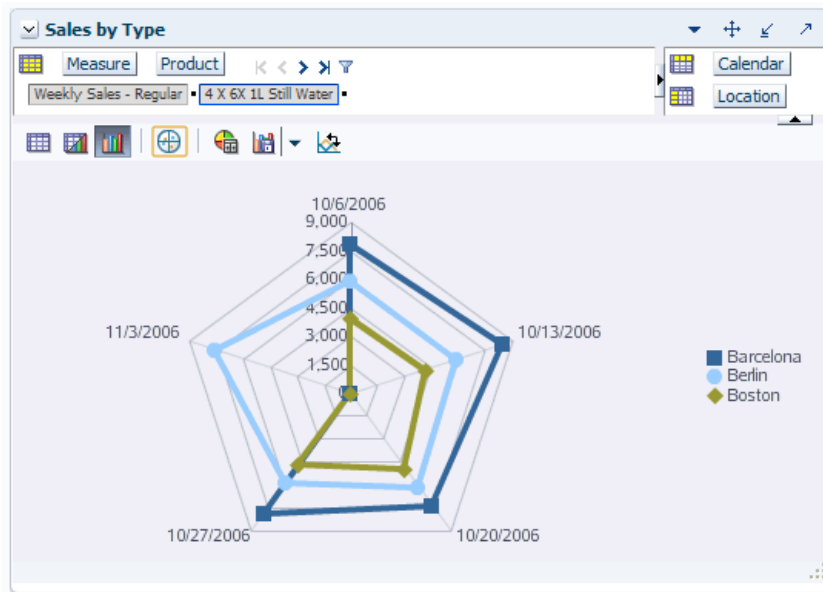 Sales by Type
Measure Product
Calendar
Weekly Sales - Regular 4 X 6X 1L Still Water
Location
10/6/2006
9,000
7,500
6,000
4,500
3,000
1,500
11/3/2006
10/13/2006
Barcelona
Berlin
Boston
10/27/2006
10/20/2006